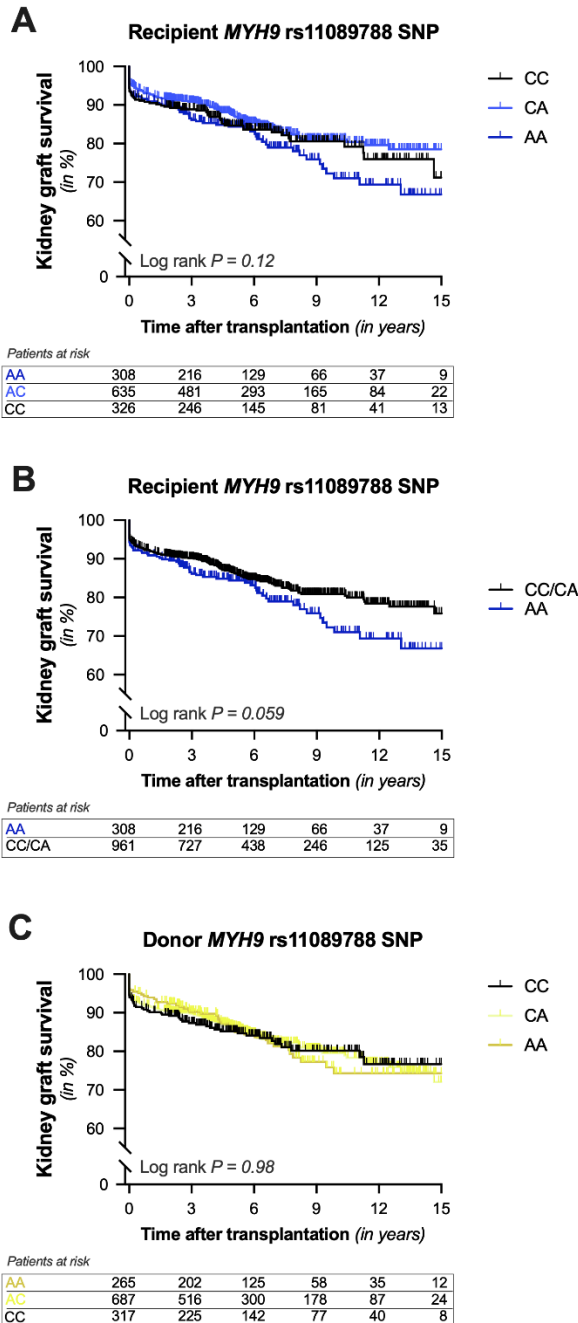 A
Recipient MYH9 rs11089788 SNP
100
90
80
70
60
0
Kidney graft survival
(in %)
CC
CA
AA
Log rank P = 0.12
0 3 6 9 12 15
Time after transplantation (in years)
Patients at risk
AA 308 216 129 66 37 9
AC 635 481 293 165 84 22
CC 326 246 145 81 41 13
B
Recipient MYH9 rs11089788 SNP
100
90
80
70
60
0
Kidney graft survival
(in %)
CC/CA
AA
Log rank P = 0.059
0 3 6 9 12 15
Time after transplantation (in years)
Patients at risk
AA 308 216 129 66 37 9
CC/CA 961 727 438 246 125 35
C
Donor MYH9 rs11089788 SNP
100
90
80
70
60
0
Kidney graft survival
(in %)
CC
CA
AA
Log rank P = 0.98
0 3 6 9 12 15
Time after transplantation (in years)
Patients at risk
AA 265 202 125 58 35 12
AC 687 516 300 178 87 24
CC 317 225 142 77 40 8